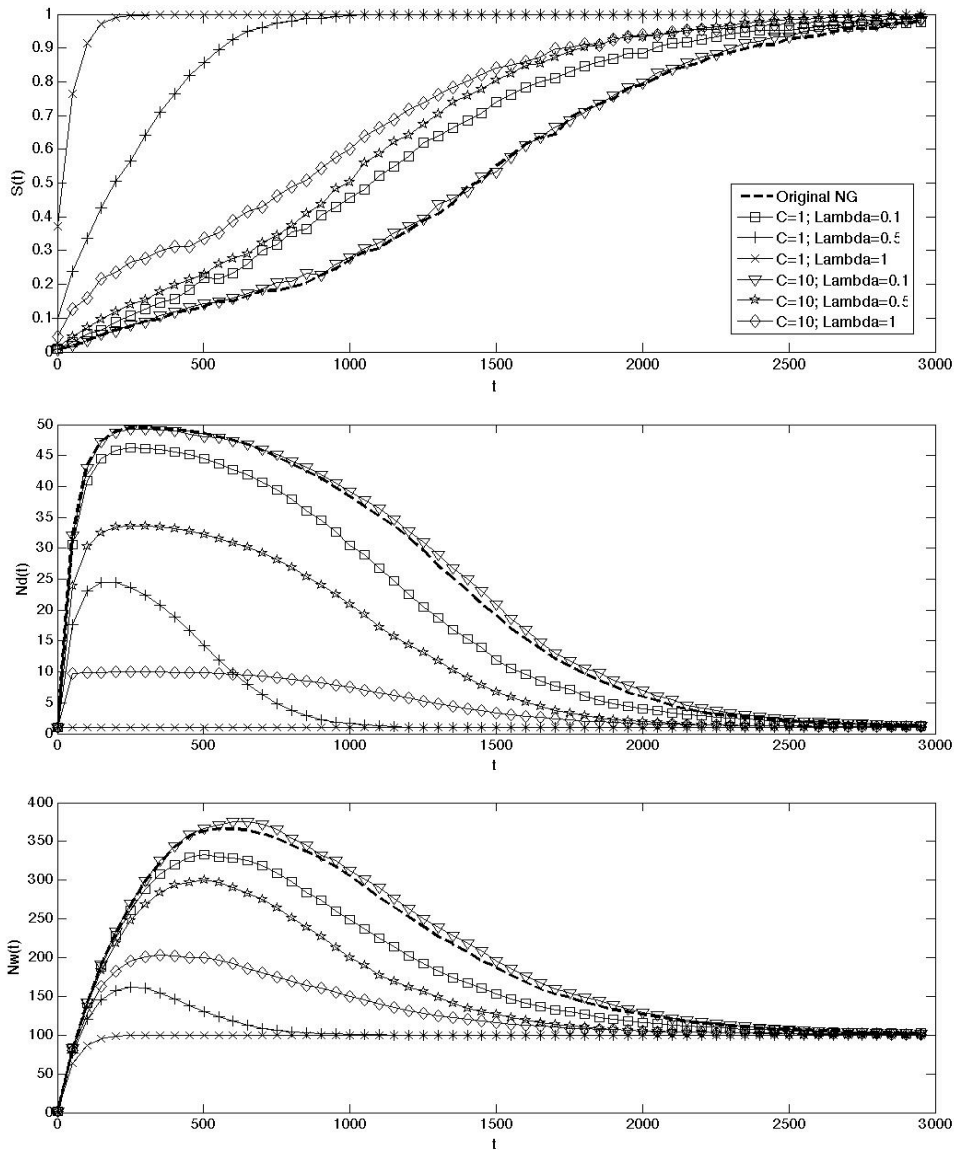 1
0.9
0.8
0.7
0.6
0.5
0.4
0.3
0.2
0.1
0
S(t)
0 500 1000 1500 2000 2500 3000
t
Original NG
C=1; Lambda=0.1
C=1; Lambda=0.5
C=1; Lambda=1
C=10; Lambda=0.1
C=10; Lambda=0.5
C=10; Lambda=1
50
45
40
35
30
25
20
15
10
5
0
Nd(t)
0 500 1000 1500 2000 2500 3000
t
400
350
300
250
200
150
100
50
0
Nw(t)
0 500 1000 1500 2000 2500 3000
t